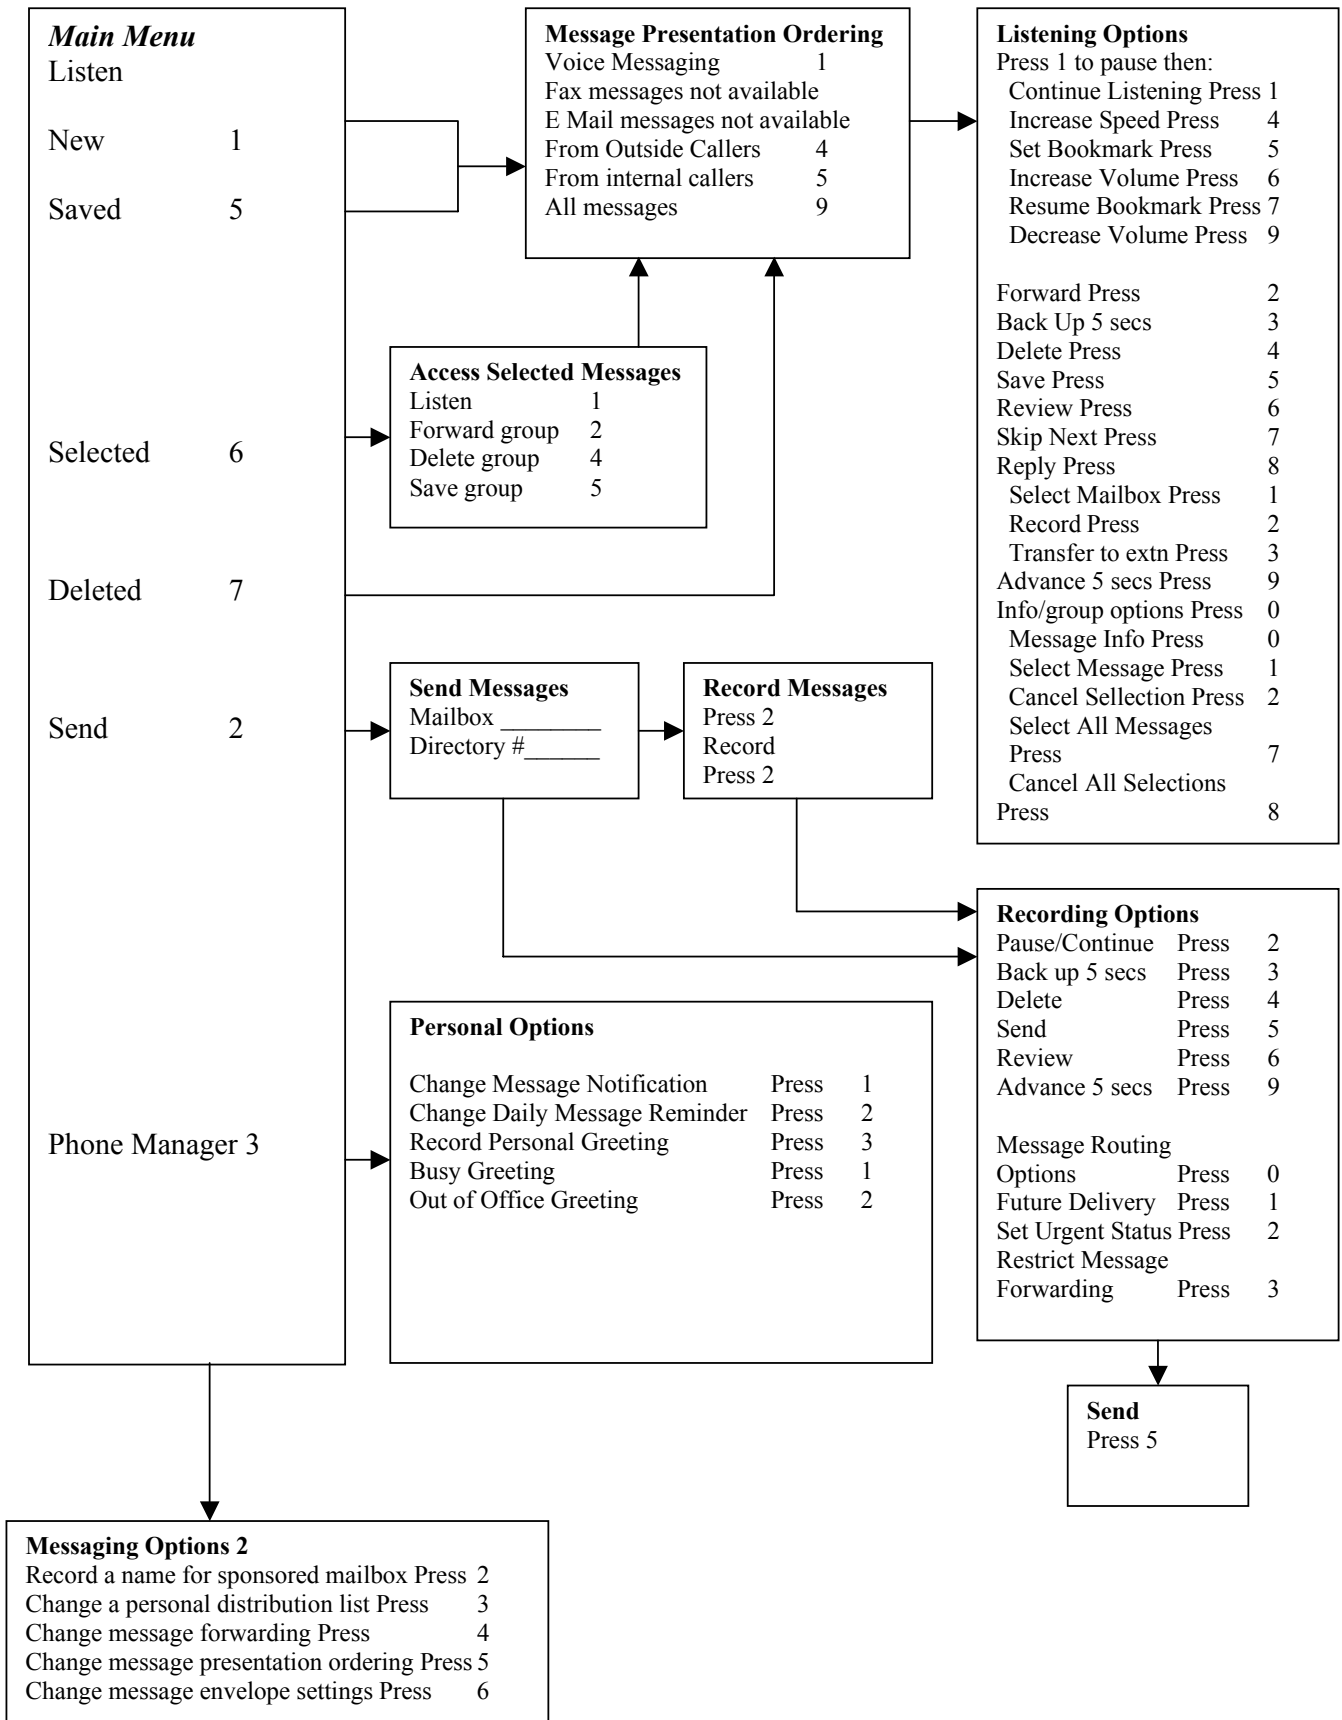 Main Menu
Listen
New 1
Saved 5
Selected 6
Deleted 7
Send 2
Phone Manager 3
Message Presentation Ordering
Voice Messaging 1
Fax messages not available
E Mail messages not available
From Outside Callers 4
From internal callers 5
All messages 9
Listening Options
Press 1 to pause then:
Continue Listening Press 1
Increase Speed Press 4
Set Bookmark Press 5
Increase Volume Press 6
Resume Bookmark Press 7
Decrease Volume Press 9
Forward Press 2
Back Up 5 secs 3
Delete Press 4
Save Press 5
Review Press 6
Skip Next Press 7
Reply Press 8
Select Mailbox Press 1
Record Press 2
Transfer to extn Press 3
Advance 5 secs Press 9
Info/group options Press 0
Message Info Press 0
Select Message Press 1
Cancel Sellection Press 2
Select All Messages
Press 7
Cancel All Selections
Press 8
Access Selected Messages
Listen 1
Forward group 2
Delete group 4
Save group 5
Send Messages
Mailbox ________
Directory #______
Record Messages
Press 2
Record
Press 2
Recording Options
Pause/Continue Press 2
Back up 5 secs Press 3
Delete Press 4
Send Press 5
Review Press 6
Advance 5 secs Press 9
Message Routing
Options Press 0
Future Delivery Press 1
Set Urgent Status Press 2
Restrict Message
Forwarding Press 3
Personal Options
Change Message Notification Press 1
Change Daily Message Reminder Press 2
Record Personal Greeting Press 3
Busy Greeting Press 1
Out of Office Greeting Press 2
Send
Press 5
Messaging Options 2
Record a name for sponsored mailbox Press 2
Change a personal distribution list Press 3
Change message forwarding Press 4
Change message presentation ordering Press 5
Change message envelope settings Press 6